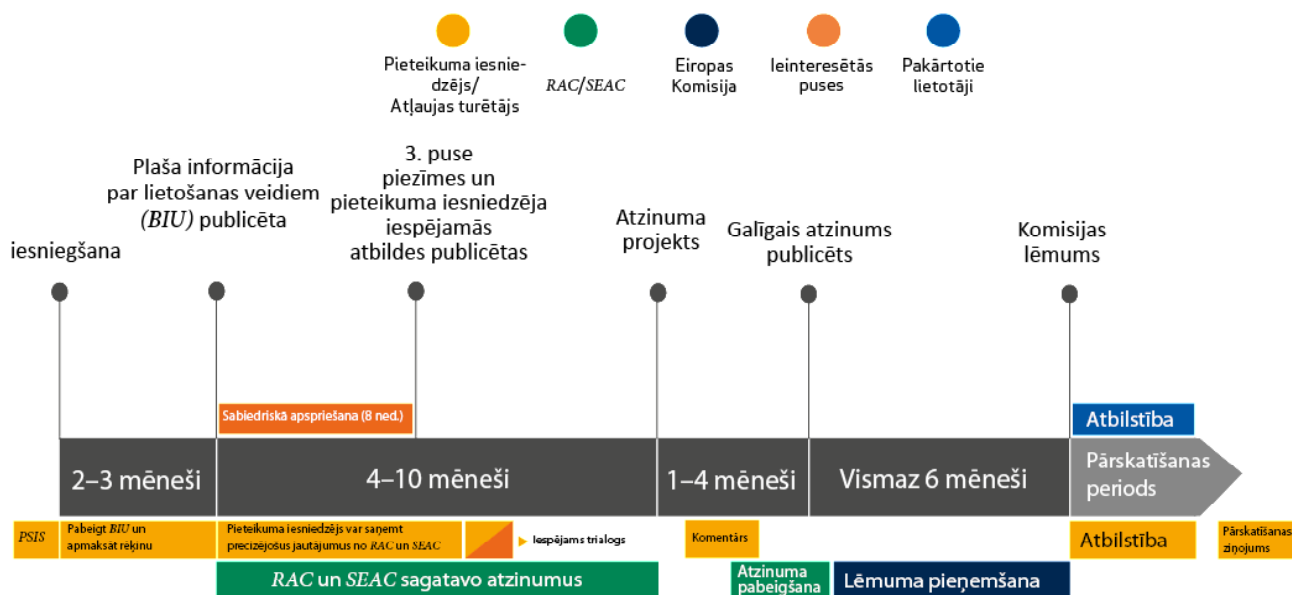 Pieteikuma iesnie-
dzējs/
Atļaujas turētājs
RAC/SEAC
Eiropas
Komisija
Ieinteresētās
puses
Pakārtotie
lietotāji
iesniegšana
Plaša informācija
par lietošanas veidiem
(BIU) publicēta
3. puse
piezīmes un
pieteikuma iesniedzēja
iespējamās
atbildes publicētas
Atzinuma
projekts
Galīgais atzinums
publicēts
Komisijas
lēmums
Sabiedriskā apspriešana (8 ned.)
Atbilstība
2–3 mēneši
4–10 mēneši
1–4 mēneši
Vismaz 6 mēneši
Pārskatīšanas
periods
PSIS
Pabeigt BIU un
apmaksāt rēķinu
Pieteikuma iesniedzējs var saņemt
precizējošus jautājumus no RAC un SEAC
Iespējams trialogs
Komentārs
Atbilstība
Pārskatīšanas
ziņojums
RAC un SEAC sagatavo atzinumus
Atzinuma
pabeigšana
Lēmuma pieņemšana